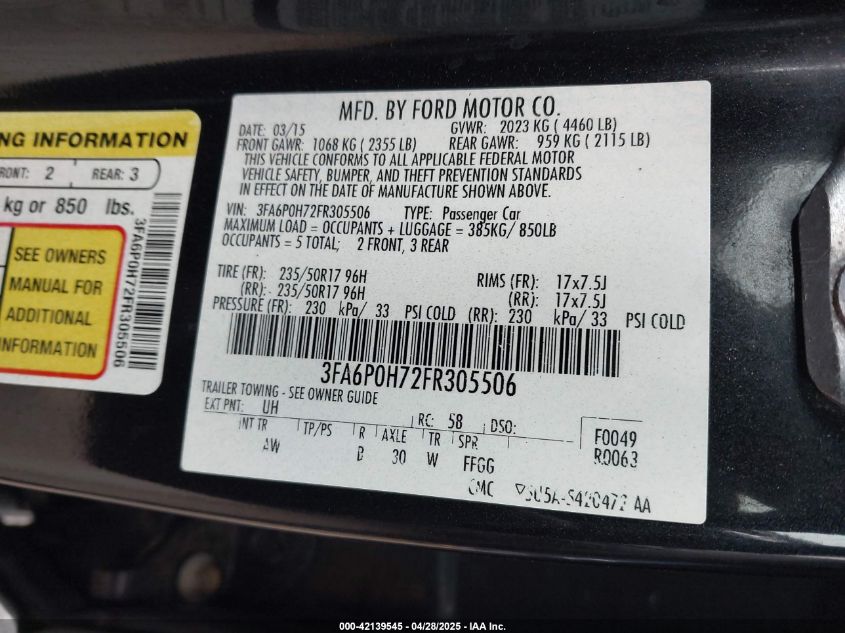 NG INFORMATION
RONT: 2 REAR: 3
kg or 850 lbs.
SEE OWNERS
MANUAL FOR
ADDITIONAL
INFORMATION
3FA6P0H72FR305506
MFD. BY FORD MOTOR CO.
DATE: 03/15 GVWR: 2023 KG ( 4460 LB)
FRONT GAWR: 1068 KG ( 2355 LB) REAR GAWR: 959 KG ( 2115 LB)
THIS VEHICLE CONFORMS TO ALL APPLICABLE FEDERAL MOTOR
VEHICLE SAFETY, BUMPER, AND THEFT PREVENTION STANDARDS
IN EFFECT ON THE DATE OF MANUFACTURE SHOWN ABOVE.
VIN: 3FA6P0H72FR305506 TYPE: Passenger Car
MAXIMUM LOAD = OCCUPANTS + LUGGAGE = 385KG/ 850LB
OCCUPANTS = 5 TOTAL; 2 FRONT, 3 REAR
TIRE (FR): 235/50R17 96H RIMS (FR): 17x7.5J
(RR): 235/50R17 96H (RR): 17x7.5J
PRESSURE (FR): 230 kPa/ 33 PSI COLD (RR): 230 kPa/ 33 PSI COLD
3FA6P0H72FR305506
TRAILER TOWING - SEE OWNER GUIDE
EXT PNT: UH RC: 58 DSO: F0049
INT TR TP/PS R AXLE TR SPR R0063
AW B 30 W FFGG
CMC
000-42139545 04/28/2025 - IAA Inc.